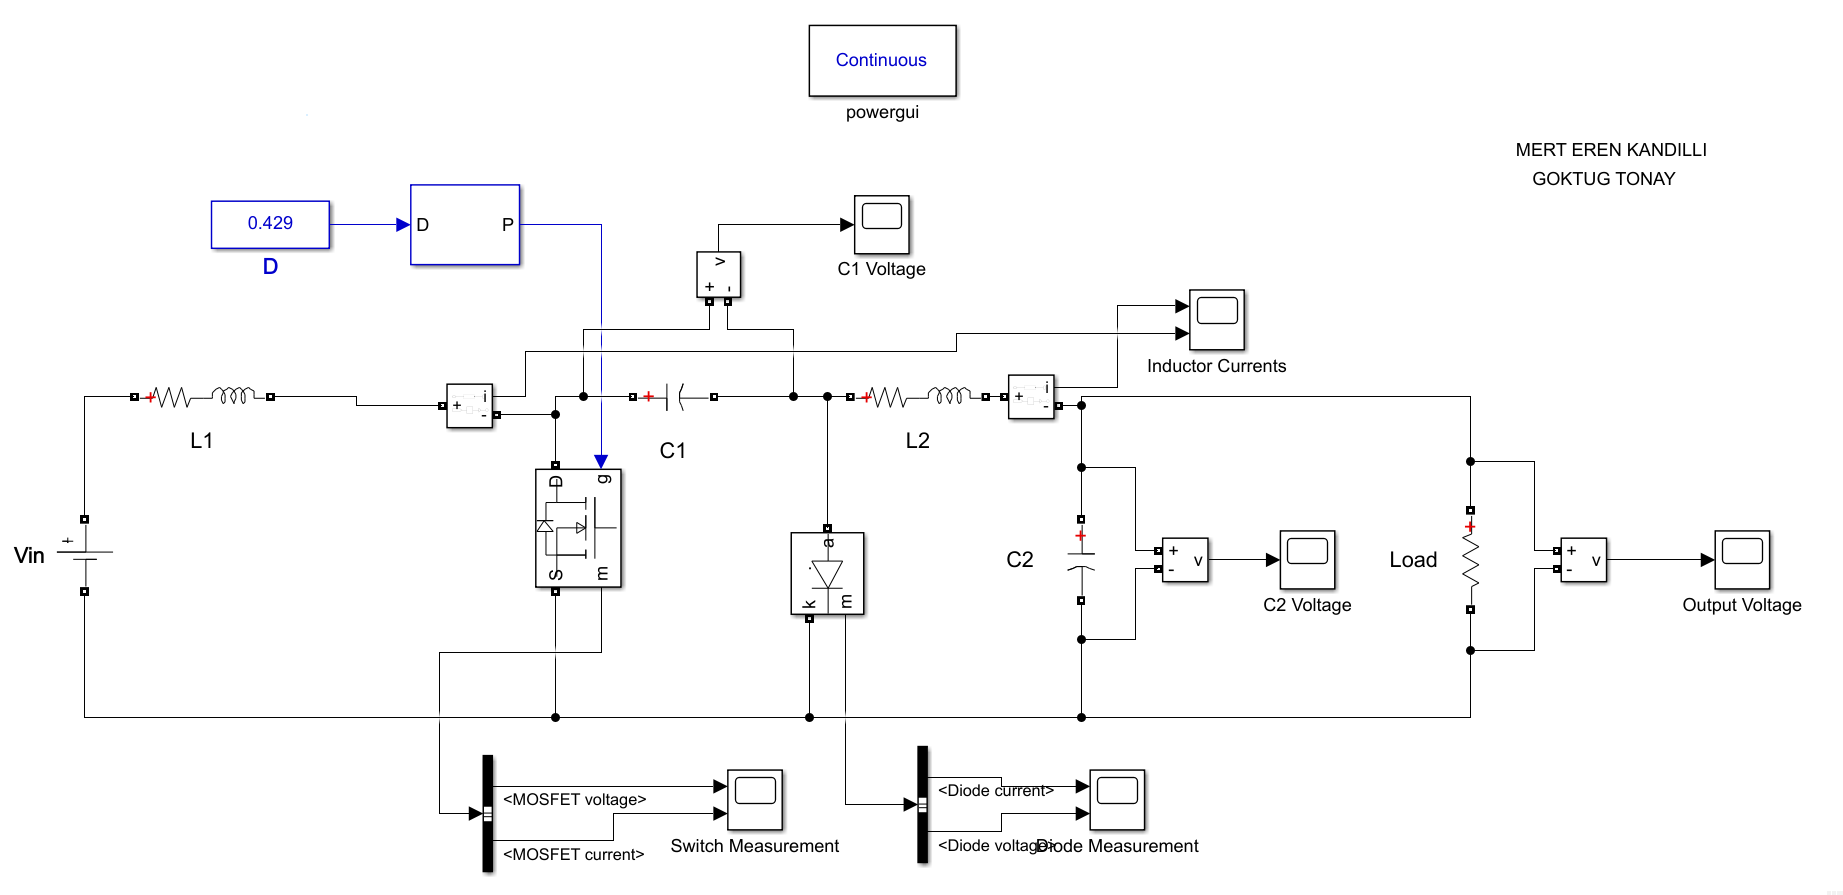 Continuous
powergui
MERT EREN KANDILLI
GOKTUG TONAY
0.429
D
D
P
v
+ -
C1 Voltage
Inductor Currents
L1
+
i
+
-
+
C1
+
L2
i
+
-
D
g
S
m
a
k
m
Vin
+
+
C2
+
-
v
C2 Voltage
+
Load
+
-
v
Output Voltage
<MOSFET voltage>
<MOSFET current>
Switch Measurement
<Diode current>
<Diode voltage>
Diode Measurement